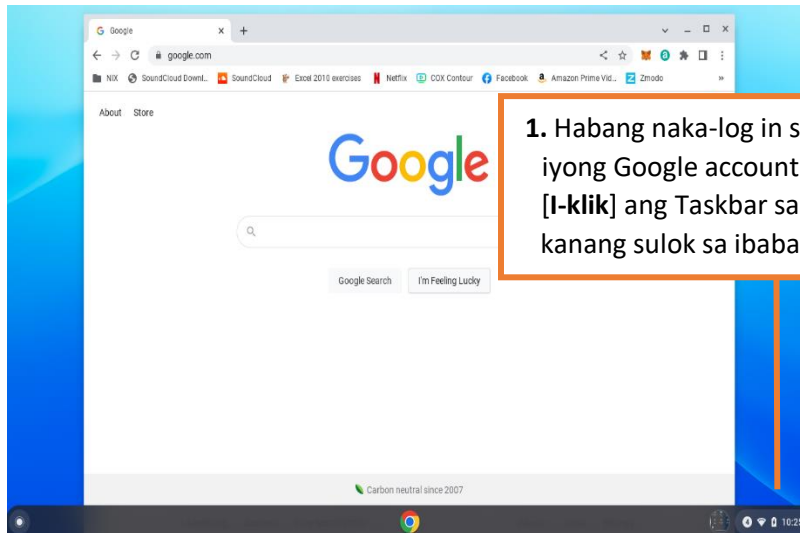 Google
google.com
NIX SoundCloud Downl.. SoundCloud Excel 2010 exercises Netflix COX Contour Facebook Amazon Prime Vid.. Zmodo
About Store
1. Habang naka-log in s
iyong Google account
[I-klik] ang Taskbar sa
kanang sulok sa ibaba
Google
Google Search I'm Feeling Lucky
Carbon neutral since 2007
10:25